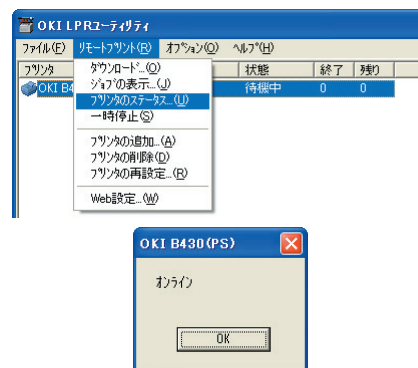 OKI LPRユーティリティ
ファイル(F) リモートプリント(R) オプション(O) ヘルプ(H)
プリンタ 状態 終了 残り
ダウンロード...(O)
ジョブの表示...(J)
OKI B4 プリンタのステータス...(U) 待機中 0 0
一時停止(S)
プリンタの追加...(A)
プリンタの削除(D)
プリンタの再設定...(R)
Web設定...(W)
OKI B430(PS)
オンライン
OK